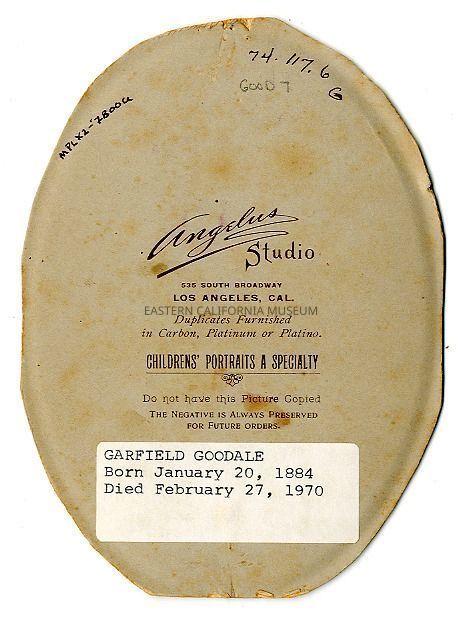 74.117.6
G
GOOD 7
MPLX2-7800a
Angelus
Studio
535 SOUTH BROADWAY
LOS ANGELES, CAL.
EASTERN CALIFORNIA MUSEUM
Duplicates Furnished
in Carbon, Platinum or Platino.
CHILDRENS' PORTRAITS A SPECIALTY
Do not have this Picture Copied
THE NEGATIVE IS ALWAYS PRESERVED
FOR FUTURE ORDERS.
GARFIELD GOODALE
Born January 20, 1884
Died February 27, 1970